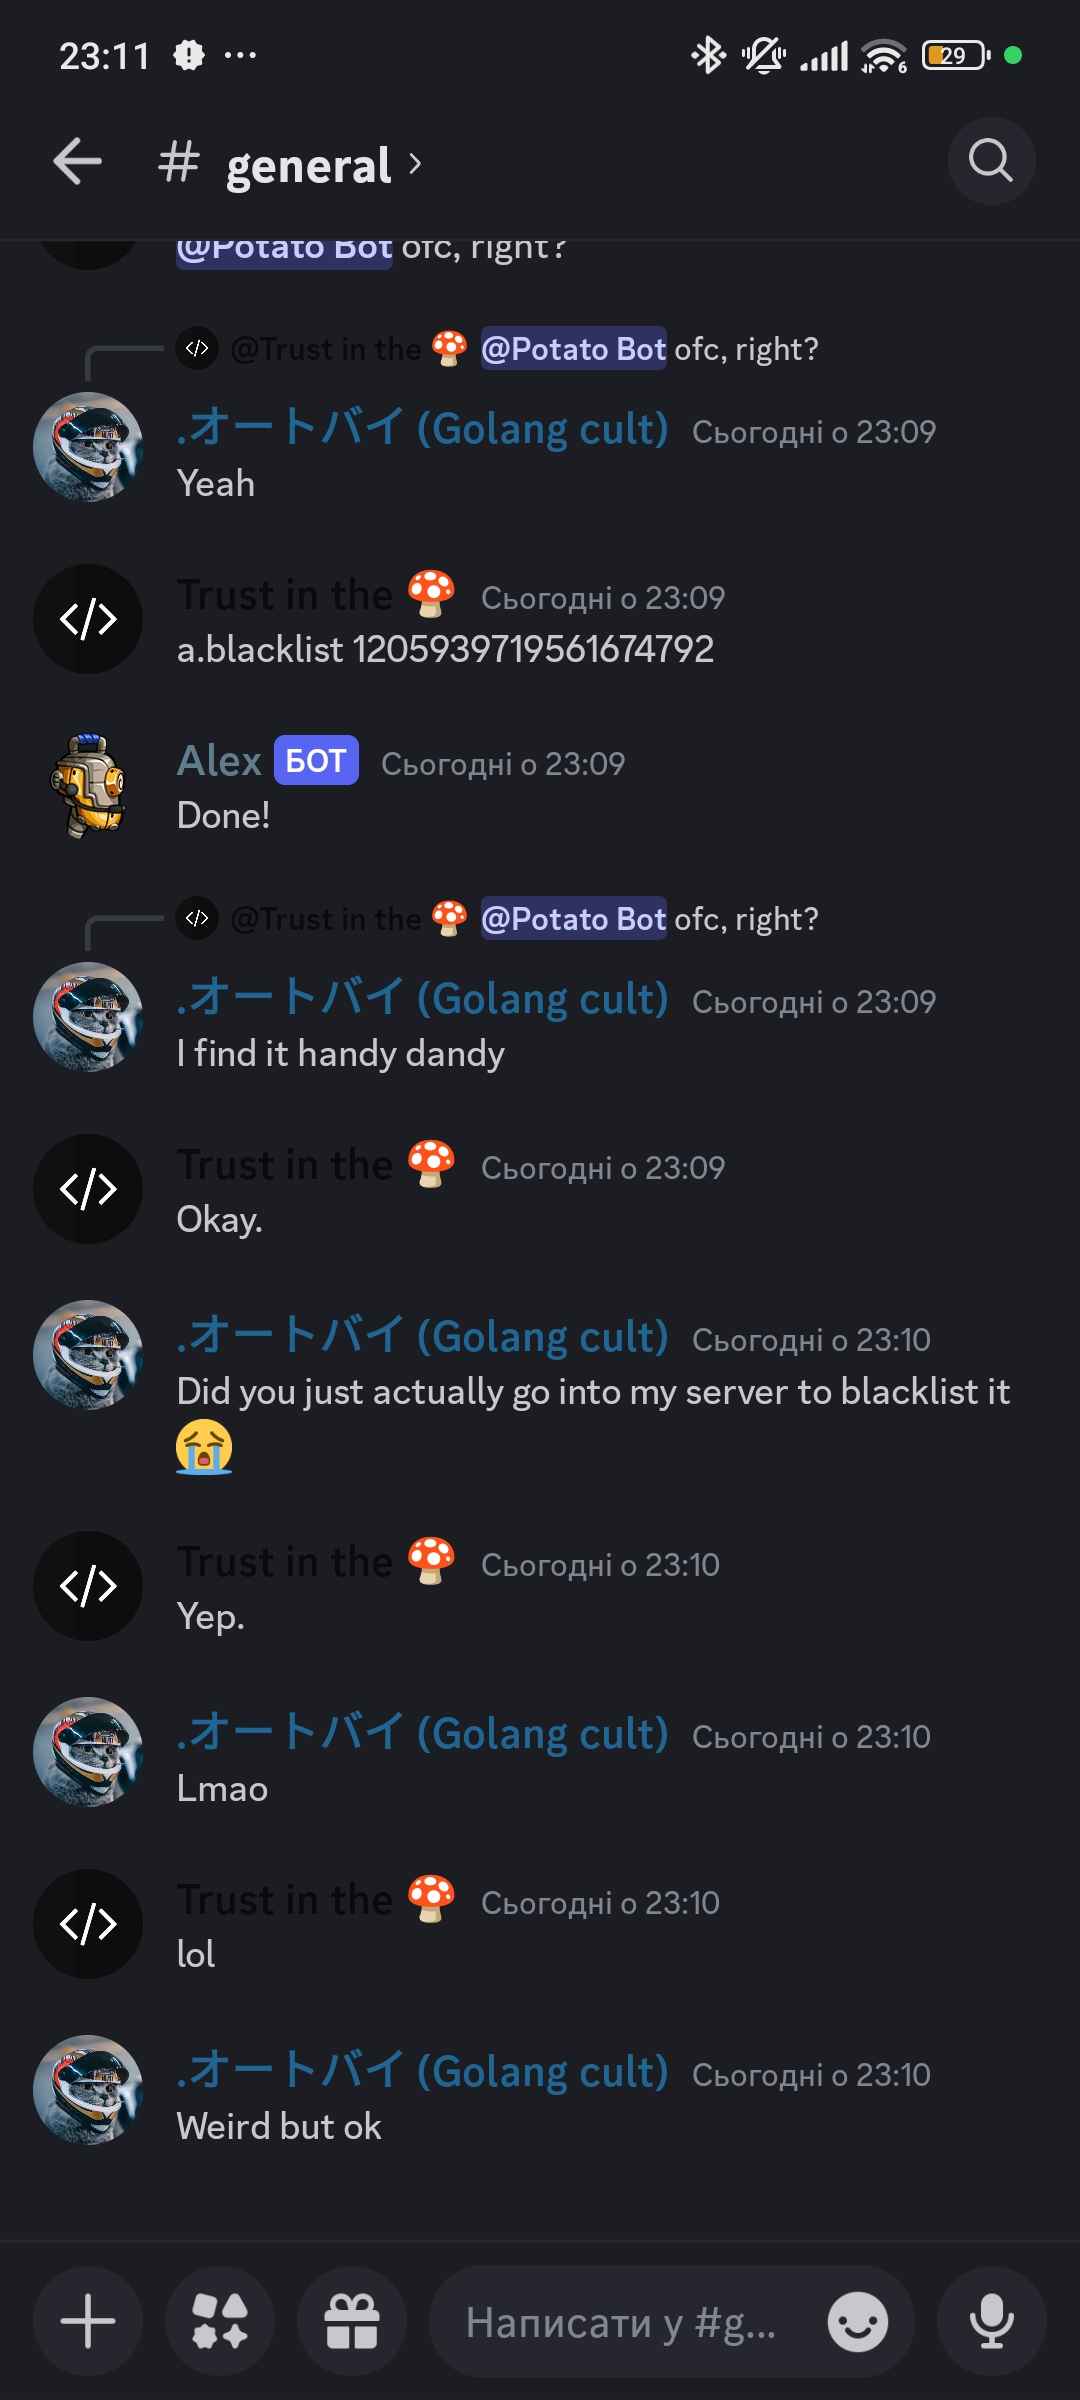 23:11
29
# general
@Potato Bot ofc, right?
@Trust in the 🍄 @Potato Bot ofc, right?
.オートバイ (Golang cult) Сьогодні о 23:09
Yeah
Trust in the 🍄 Сьогодні о 23:09
a.blacklist 1205939719561674792
Alex БОТ Сьогодні о 23:09
Done!
@Trust in the 🍄 @Potato Bot ofc, right?
.オートバイ (Golang cult) Сьогодні о 23:09
I find it handy dandy
Trust in the 🍄 Сьогодні о 23:09
Okay.
.オートバイ (Golang cult) Сьогодні о 23:10
Did you just actually go into my server to blacklist it
😭
Trust in the 🍄 Сьогодні о 23:10
Yep.
.オートバイ (Golang cult) Сьогодні о 23:10
Lmao
Trust in the 🍄 Сьогодні о 23:10
lol
.オートバイ (Golang cult) Сьогодні о 23:10
Weird but ok
Написати у #g...